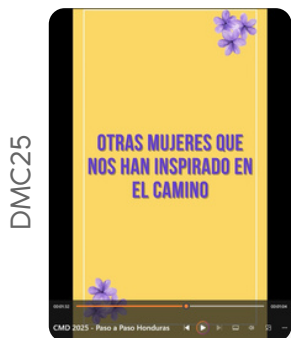 DMC25
OTRAS MUJERES QUE
NOS HAN INSPIRADO EN
EL CAMINO
CMD 2025 - Paso a Paso Honduras